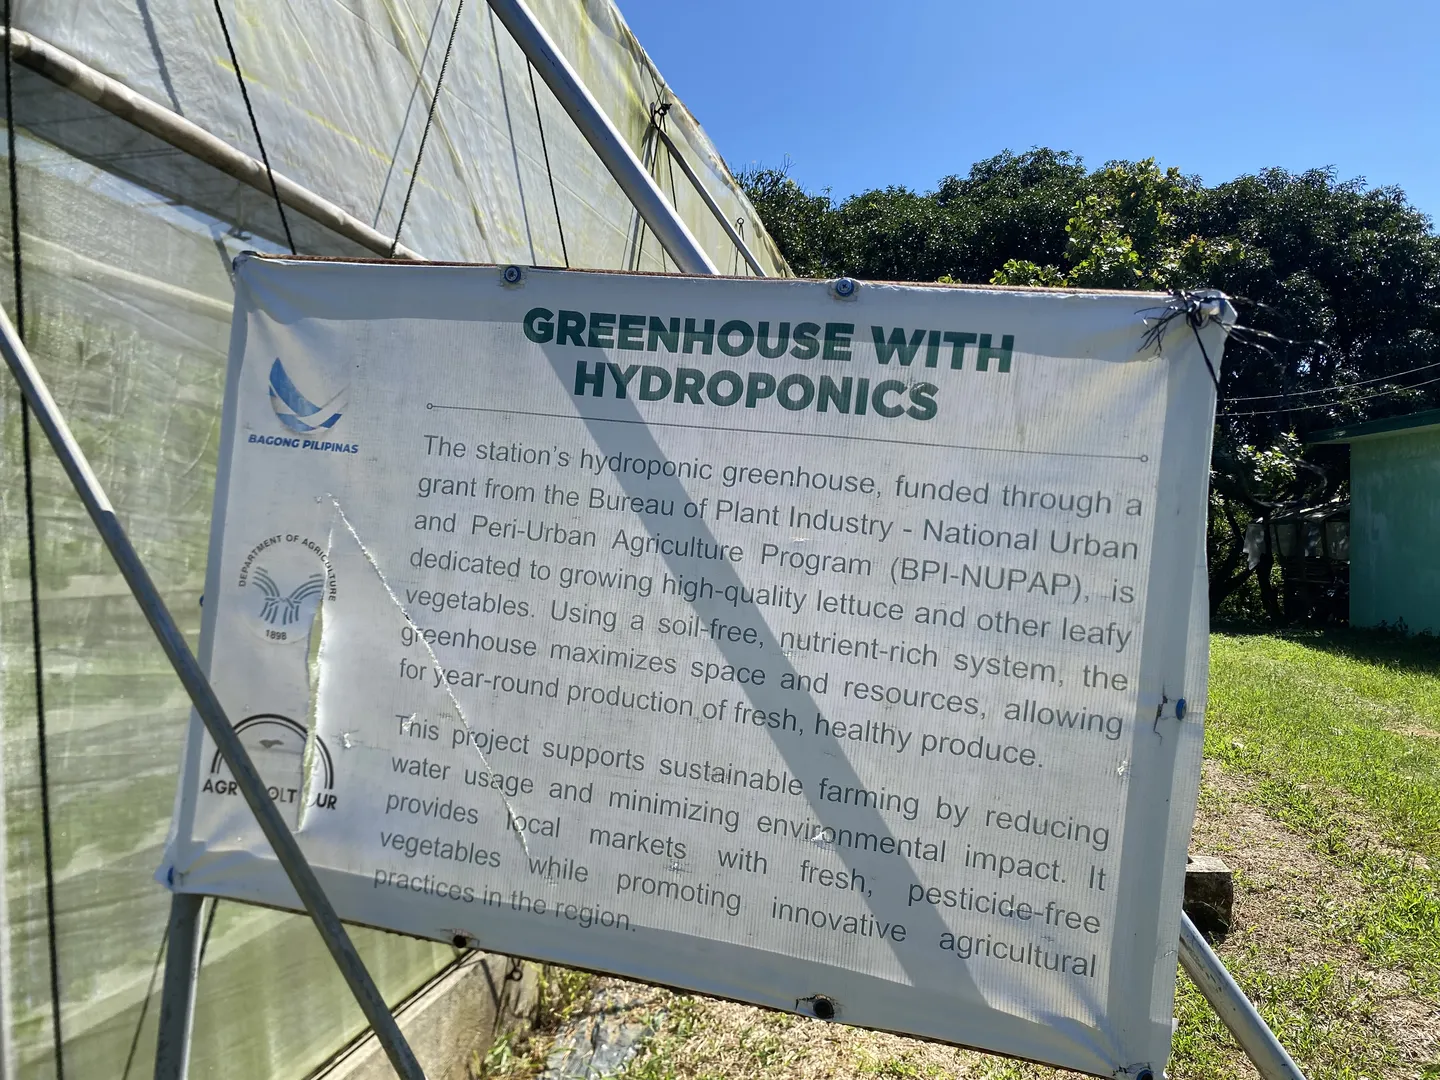 GREENHOUSE WITH
HYDROPONICS
BAGONG PILIPINAS
The station's hydroponic greenhouse, funded through a
grant from the Bureau of Plant Industry - National Urban
and Peri-Urban Agriculture Program (BPI-NUPAP), is
dedicated to growing high-quality lettuce and other leafy
vegetables. Using a soil-free, nutrient-rich system, the
greenhouse maximizes space and resources, allowing
for year-round production of fresh, healthy produce.
DEPARTMENT OF AGRICULTURE
1898
This project supports sustainable farming by reducing
water usage and minimizing environmental impact. It
provides local markets with fresh, pesticide-free
vegetables while promoting innovative agricultural
practices in the region.